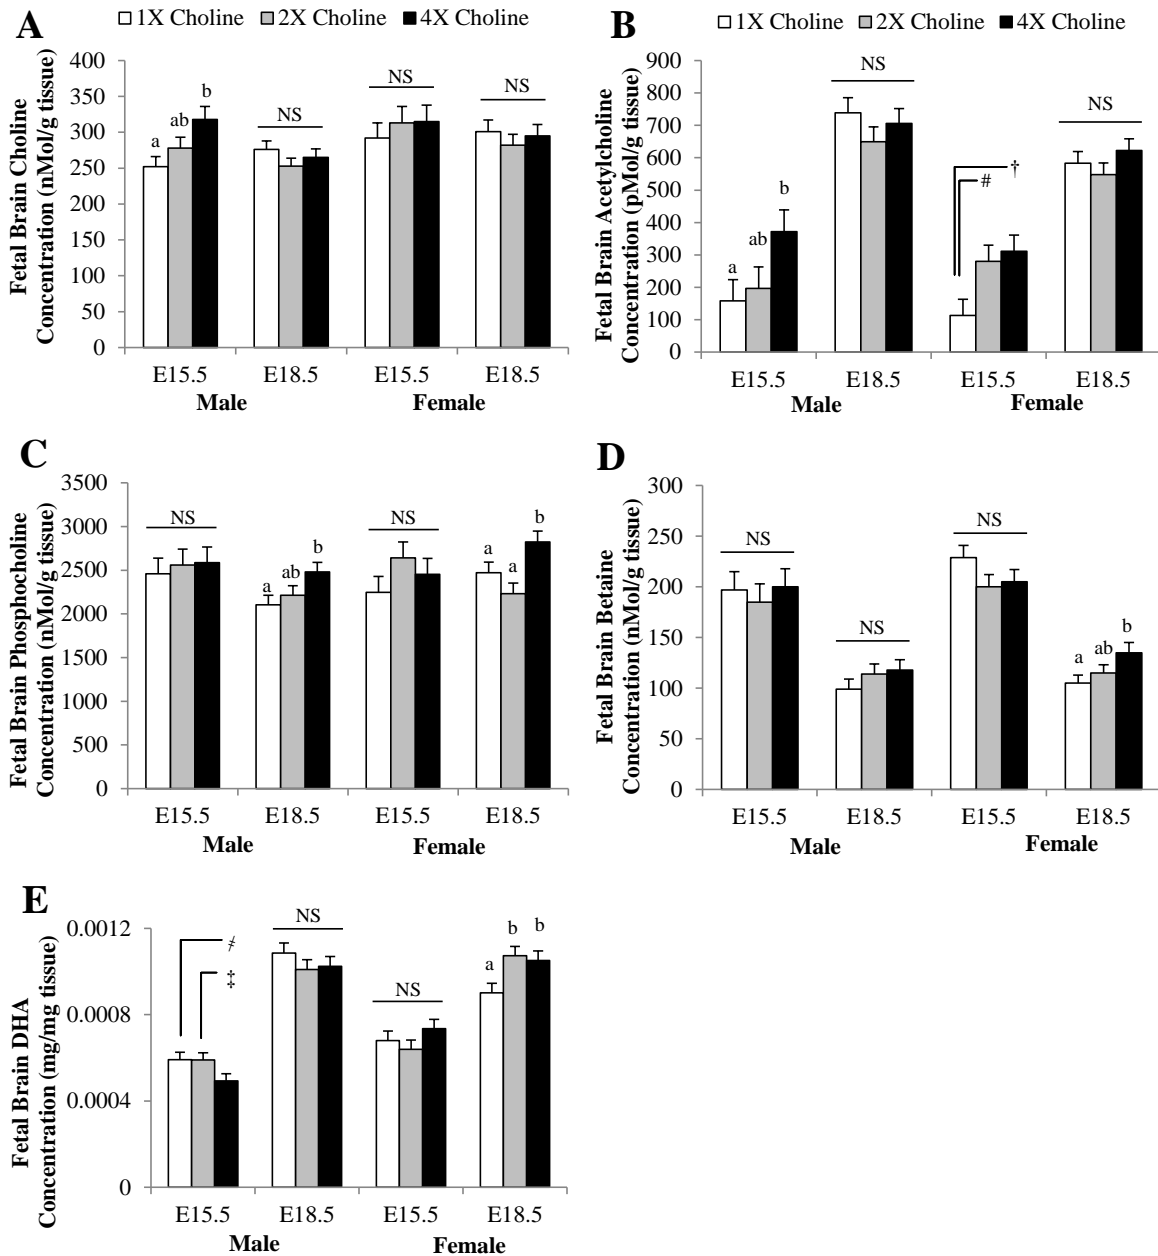 A
1X Choline 2X Choline 4X Choline
Fetal Brain Choline
Concentration (nMol/g tissue)
400
350
300
250
200
150
100
50
0
a ab b
NS
NS
NS
E15.5 E18.5 E15.5 E18.5
Male Female
B
1X Choline 2X Choline 4X Choline
Fetal Brain Acetylcholine
Concentration (pMol/g tissue)
900
800
700
600
500
400
300
200
100
0
a ab b
NS
#
†
NS
E15.5 E18.5 E15.5 E18.5
Male Female
C
Fetal Brain Phosphocholine
Concentration (nMol/g tissue)
3500
3000
2500
2000
1500
1000
500
0
NS
a ab b
NS
a a b
E15.5 E18.5 E15.5 E18.5
Male Female
D
Fetal Brain Betaine
Concentration (nMol/g tissue)
300
250
200
150
100
50
0
NS
NS
NS
a ab b
E15.5 E18.5 E15.5 E18.5
Male Female
E
Fetal Brain DHA
Concentration (mg/mg tissue)
0.0012
0.0008
0.0004
0
҂
‡
NS
NS
a b b
E15.5 E18.5 E15.5 E18.5
Male Female